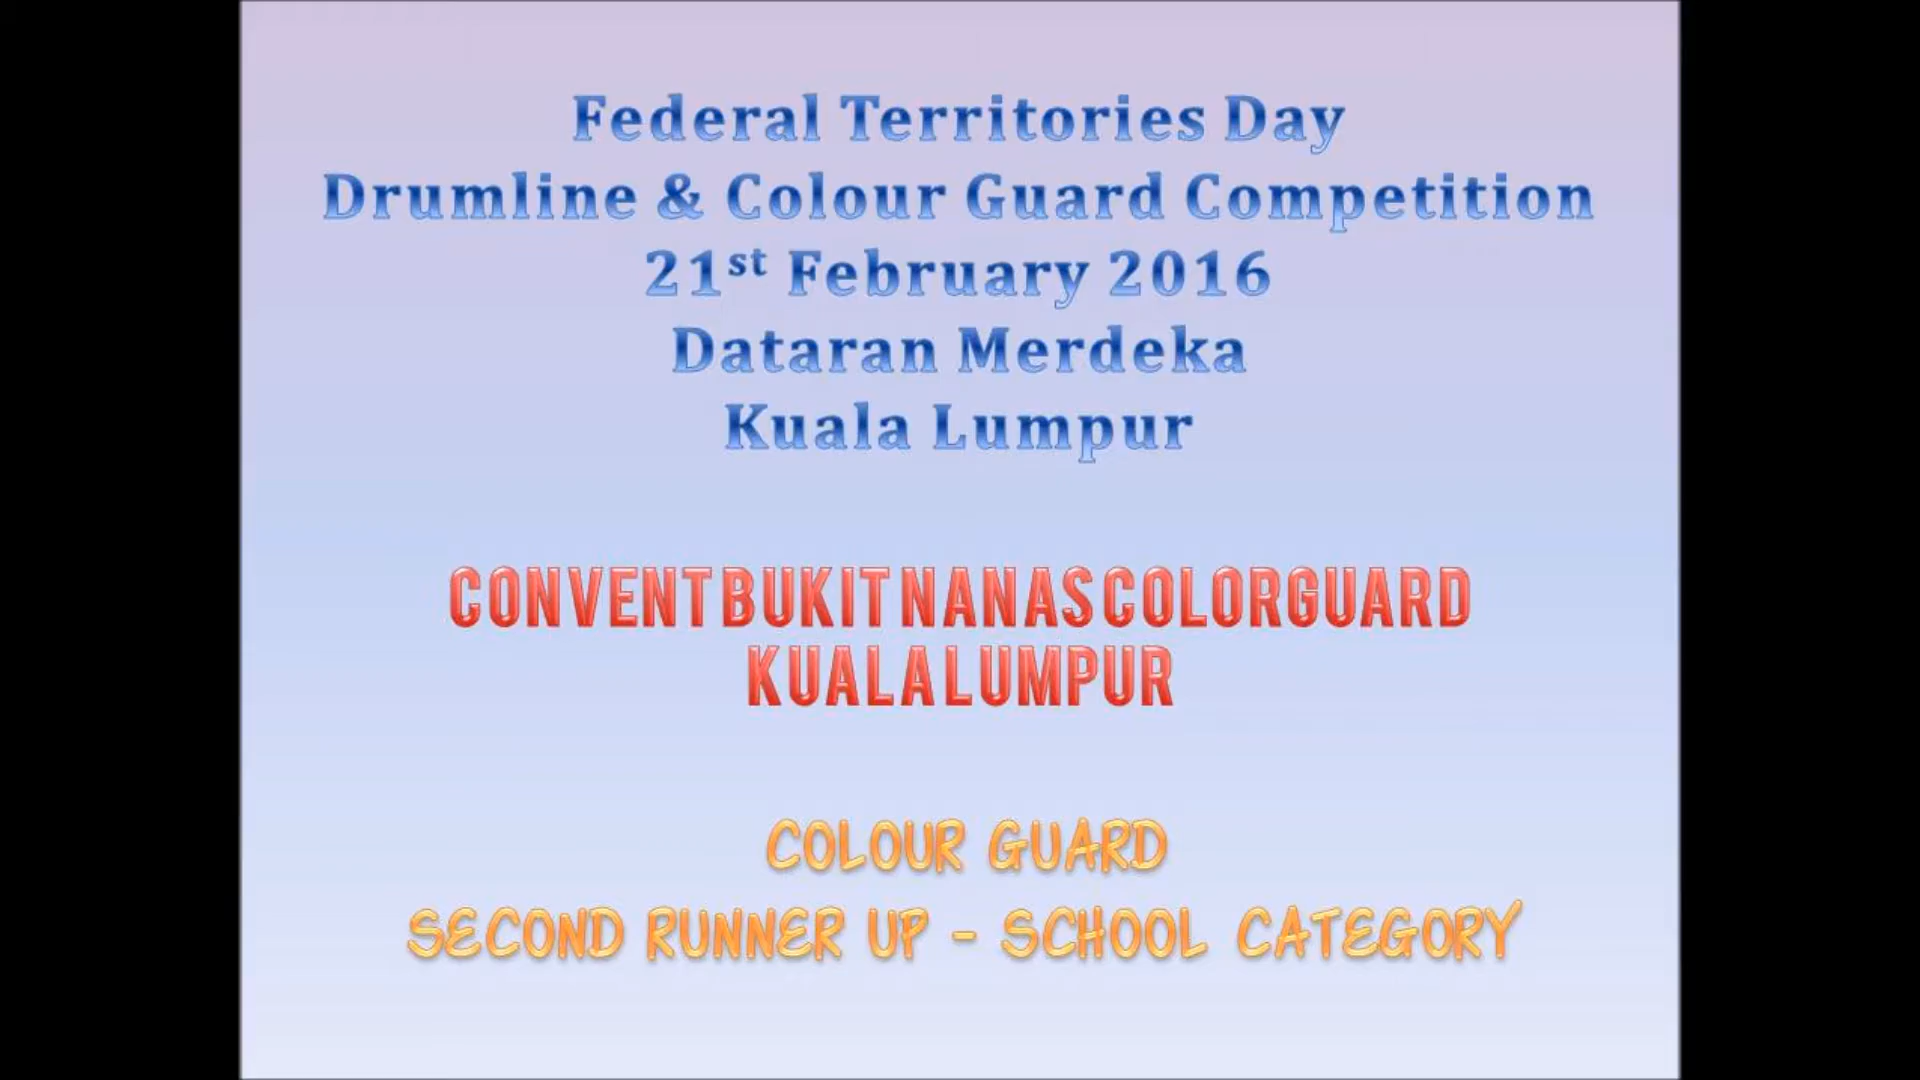 Federal Territories Day
Drumline & Colour Guard Competition
21st February 2016
Dataran Merdeka
Kuala Lumpur
CONVENT BUKIT NANAS COLORGUARD
KUALA LUMPUR
COLOUR GUARD
SECOND RUNNER UP - SCHOOL CATEGORY